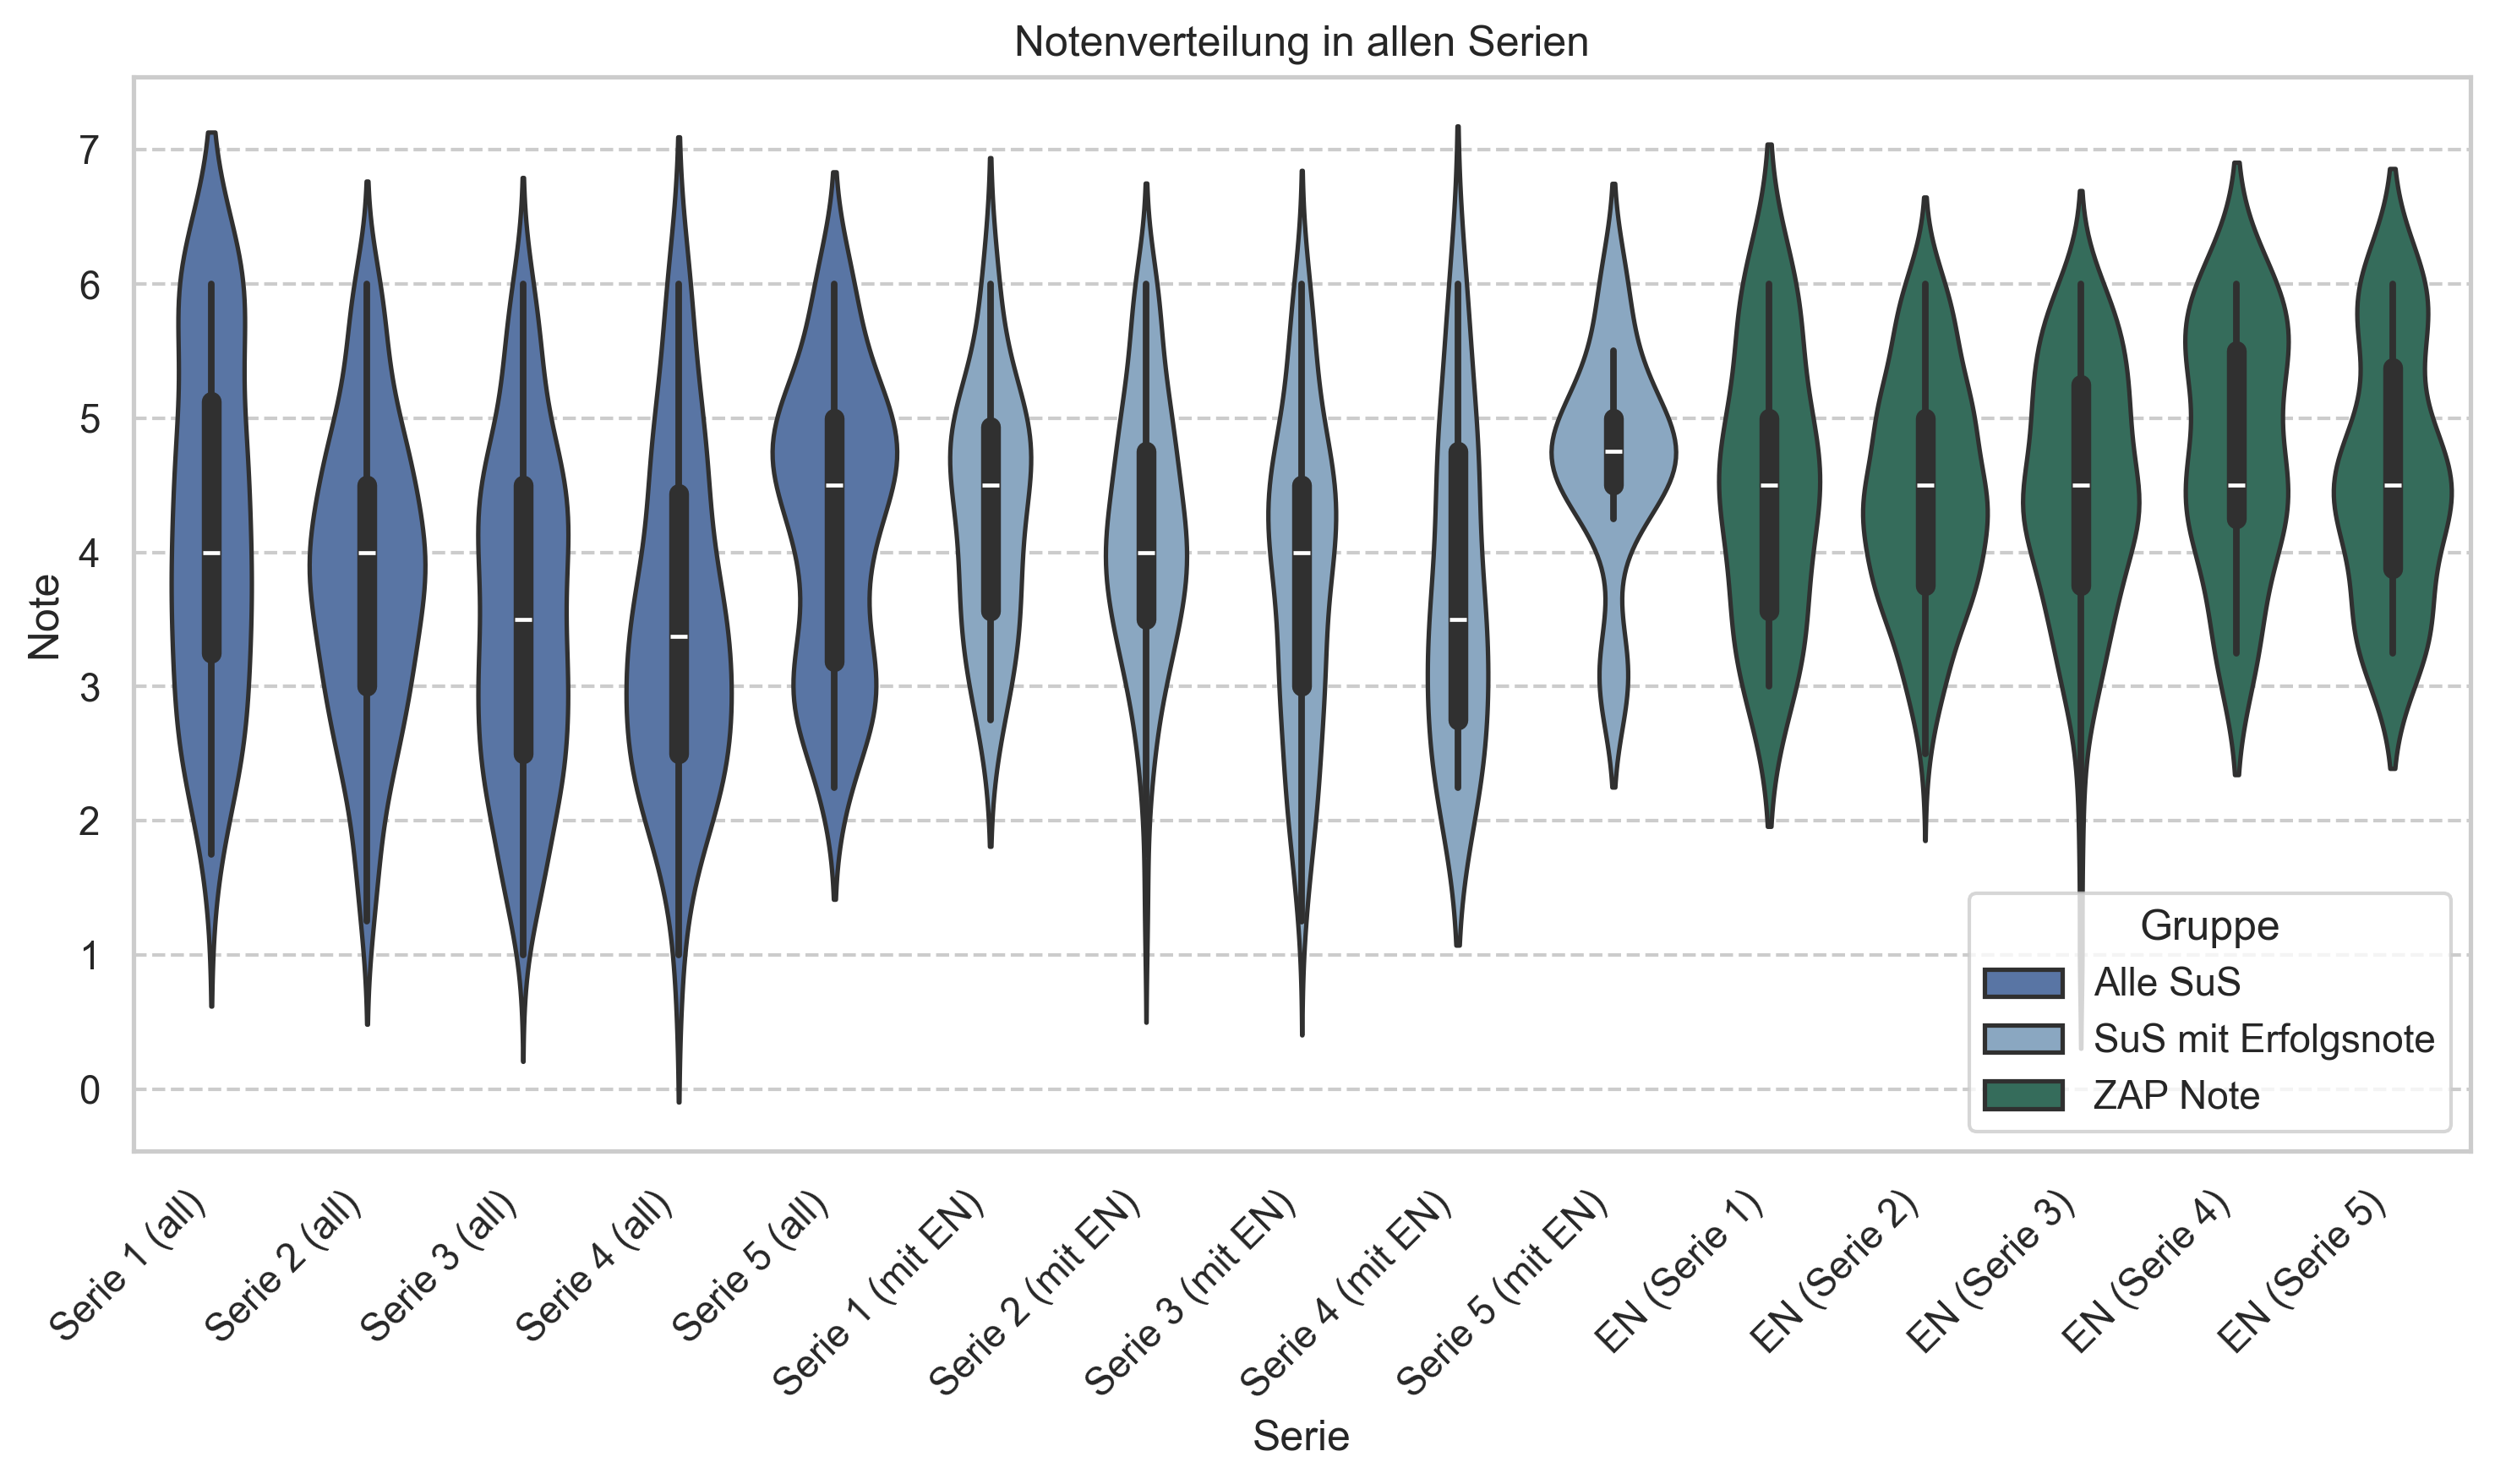 Notenverteilung in allen Serien
Note
7
6
5
4
3
2
1
0
Gruppe
Alle SuS
SuS mit Erfolgsnote
ZAP Note
Serie 1 (all)
Serie 2 (all)
Serie 3 (all)
Serie 4 (all)
Serie 5 (all)
Serie 1 (mit EN)
Serie 2 (mit EN)
Serie 3 (mit EN)
Serie 4 (mit EN)
Serie 5 (mit EN)
EN (Serie 1)
EN (Serie 2)
EN (Serie 3)
EN (Serie 4)
EN (Serie 5)
Serie